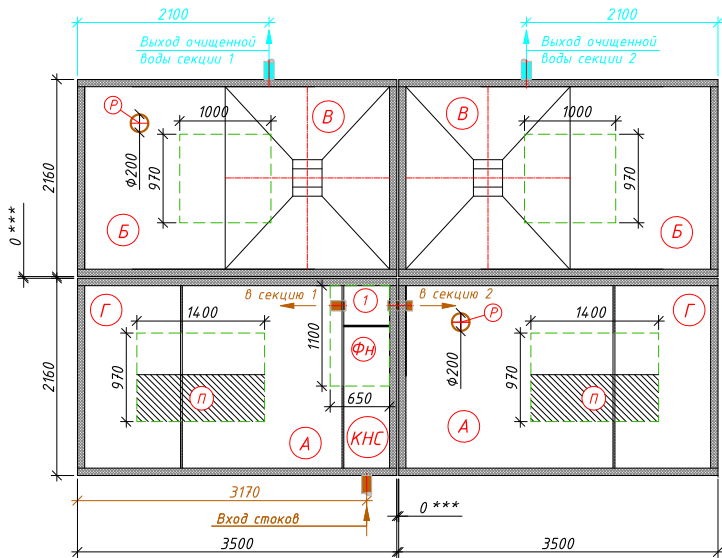 2100
2100
Выход очищенной
воды секции 1
Выход очищенной
воды секции 2
Р
1000
В
В
1000
Ф200
970
970
2160
Б
Б
0 ***
в секцию 1
1
в секцию 2
Г
Р
Г
1400
1400
1100
Фн
Ф200
970
970
2160
П
650
П
А
КНС
А
3170
0 ***
Вход стоков
3500
3500